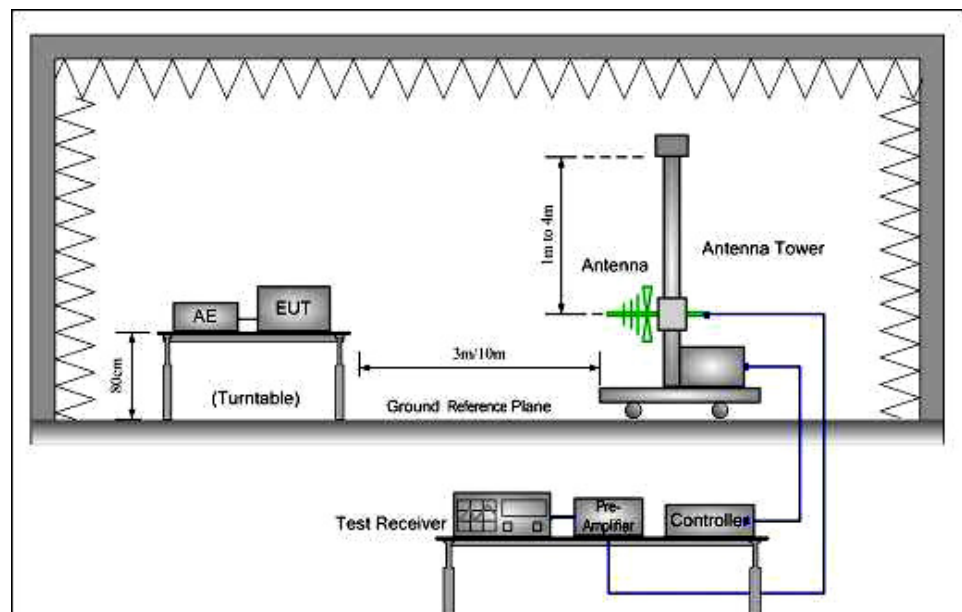 1m to 4m
Antenna
Antenna Tower
AE
EUT
80cm
(Turntable)
3m/10m
Ground Reference Plane
Test Receiver
Pre-
Amplifier
Controller